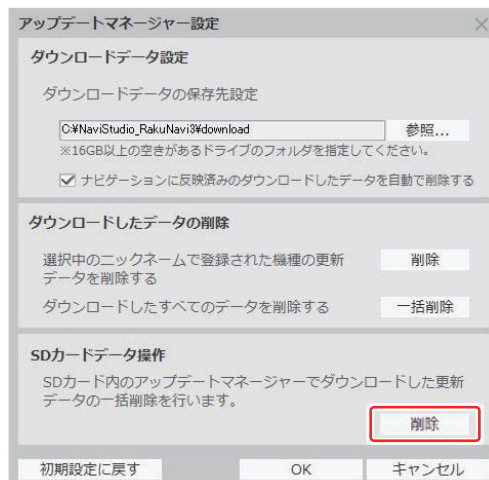 アップデートマネージャー設定
ダウンロードデータ設定
ダウンロードデータの保存先設定
C:¥NaviStudio_RakuNavi3¥download 参照...
※16GB以上の空きがあるドライブのフォルダを指定してください。
ナビゲーションに反映済みのダウンロードしたデータを自動で削除する
ダウンロードしたデータの削除
選択中のニックネームで登録された機種の更新 削除
データを削除する
ダウンロードしたすべてのデータを削除する 一括削除
SDカードデータ操作
SDカード内のアップデートマネージャーでダウンロードした更新
データの一括削除を行います。
削除
初期設定に戻す OK キャンセル